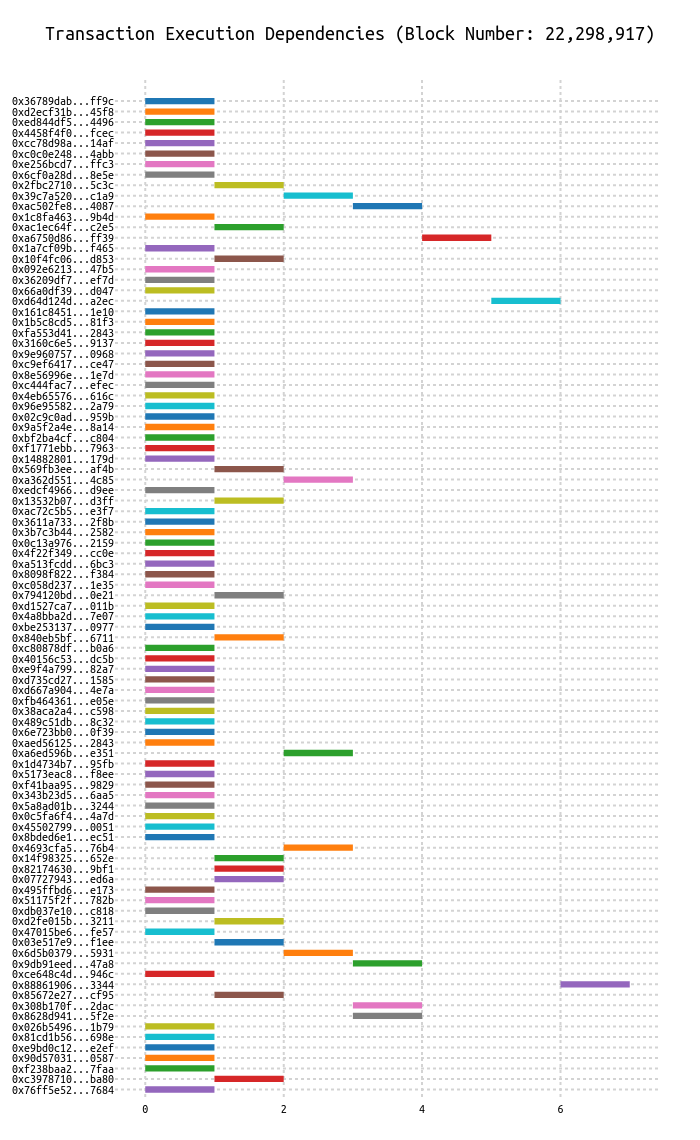 Transaction Execution Dependencies (Block Number: 22,298,917)
0x36789dab...ff9c
0xd2ecf31b...45f8
0xed844df5...4496
0x4458f4f0...fcec
0xcc78d98a...14af
0xc0c0e248...4abb
0xe256bcd7...ffc3
0x6cf0a28d...8e5e
0x2fbc2710...5c3c
0x39c7a520...c1a9
0xac502fe8...4087
0x1c8fa463...9b4d
0xac1ec64f...c2e5
0xa6750d86...ff39
0x1a7cf09b...f465
0x10f4fc06...d853
0x092e6213...47b5
0x36209df7...ef7d
0x66a0df39...d047
0xd64d124d...a2ec
0x161c8451...1e10
0x1b5c8cd5...81f3
0xfa553d41...2843
0x3160c6e5...9137
0x9e960757...0968
0xc9ef6417...ce47
0x8e56996e...1e7d
0xc444fac7...efec
0x4eb65576...616c
0x96e95582...2a79
0x02c9c0ad...959b
0x9a5f2a4e...8a14
0xbf2ba4cf...c804
0xf1771ebb...7963
0x14882801...179d
0x569fb3ee...af4b
0xa362d551...4c85
0xedcf4966...d9ee
0x13532b07...d3ff
0xac72c5b5...e3f7
0x3611a733...2f8b
0x3b7c3b44...2582
0x0c13a976...2159
0x4f22f349...cc0e
0xa513fcdd...6bc3
0x8098f822...f384
0xc058d237...1e35
0x794120bd...0e21
0xd1527ca7...011b
0x4a8bba2d...7e07
0xbe253137...0977
0x840eb5bf...6711
0xc80878df...b0a6
0x40156c53...dc5b
0xe9f4a799...82a7
0xd735cd27...1585
0xd667a904...4e7a
0xfb464361...e05e
0x38aca2a4...c598
0x489c51db...8c32
0x6e723bb0...0f39
0xaed56125...2843
0xa6ed596b...e351
0x1d4734b7...95fb
0x5173eac8...f8ee
0xf41baa95...9829
0x343b23d5...6aa5
0x5a8ad01b...3244
0x0c5fa6f4...4a7d
0x45502799...0051
0x8bded6e1...ec51
0x4693cfa5...76b4
0x14f98325...652e
0x82174630...9bf1
0x07727943...ed6a
0x495ffbd6...e173
0x51175f2f...782b
0xdb037e10...c818
0xd2fe015b...3211
0x47015be6...fe57
0x03e517e9...f1ee
0x6d5b0379...5931
0x9db91eed...47a8
0xce648c4d...946c
0x88861906...3344
0x85672e27...cf95
0x308b170f...2dac
0x8628d941...5f2e
0x026b5496...1b79
0x81cd1b56...698e
0xe9bd0c12...e2ef
0x90d57031...0587
0xf238baa2...7faa
0xc3978710...ba80
0x76ff5e52...7684
0 2 4 6